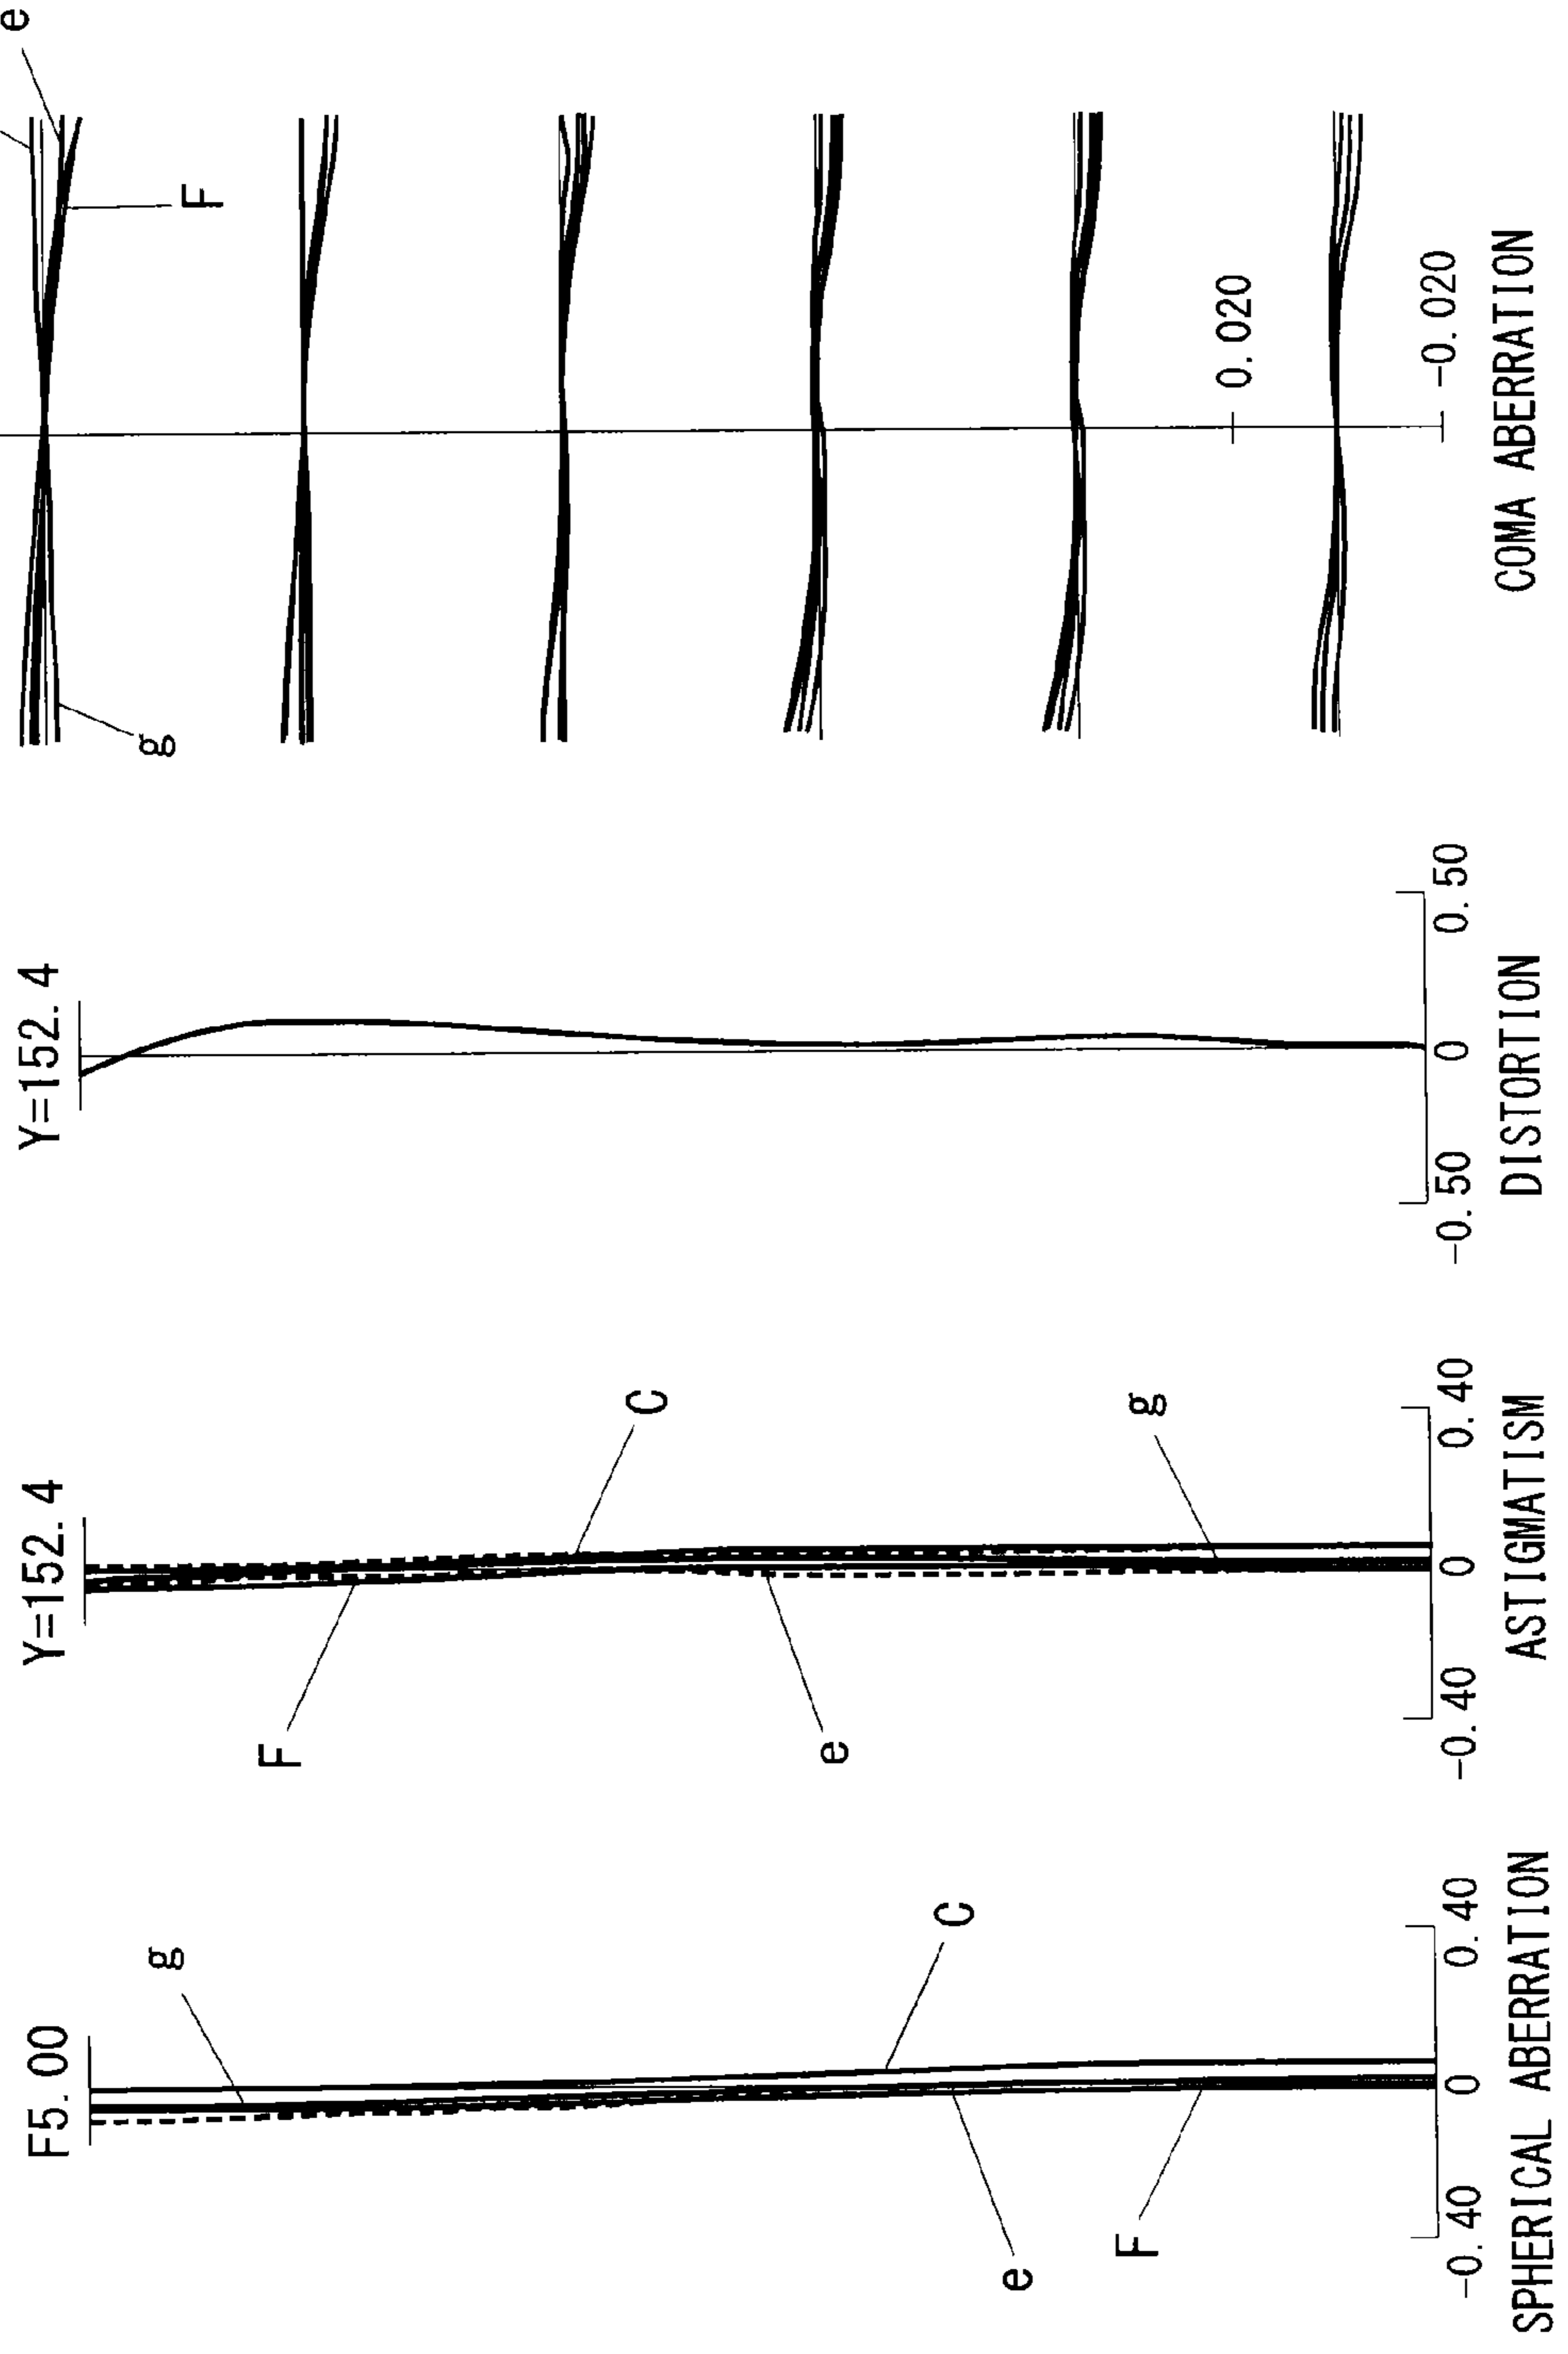 F5. 00
g
C
e
F
-0. 40
0
0. 40
SPHERICAL ABERRATION
Y=152. 4
F
C
e
g
-0. 40
0
0. 40
ASTIGMATISM
Y=152. 4
-0. 50
0
0. 50
DISTORTION
e
F
g
0. 020
-0. 020
COMA ABERRATION